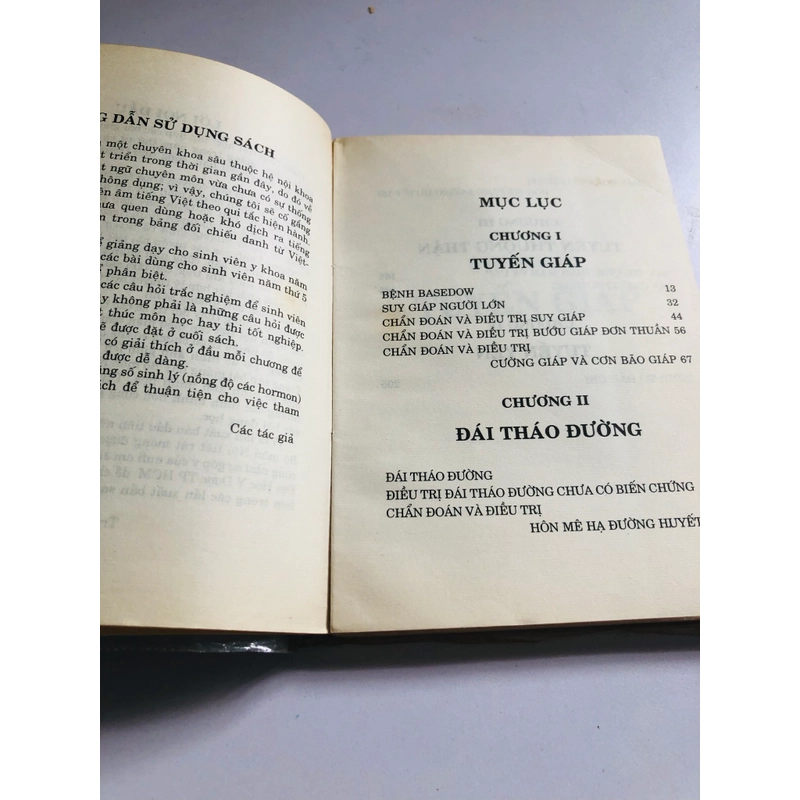 DẪN SỬ DỤNG SÁCH
một chuyên khoa sâu thuộc hệ nội khoa
triển trong thời gian gần đây, do đó về
ngữ chuyên môn vừa chưa có sự thống
dụng; vì vậy, chúng tôi sẽ cố gắng
âm tiếng Việt theo qui tắc hiện hành.
quen dùng hoặc khó dịch ra tiếng
trong bảng đối chiếu danh từ Việt-
giảng dạy cho sinh viên y khoa năm
các bài dùng cho sinh viên năm thứ 5
phân biệt.
các câu hỏi trắc nghiệm để sinh viên
không phải là những câu hỏi được
thúc môn học hay thi tốt nghiệp.
được đặt ở cuối sách.
có giải thích ở đầu mỗi chương để
được dễ dàng.
số sinh lý (nồng độ các hormon)
để thuận tiện cho việc tham
Các tác giả
MỤC LỤC
CHƯƠNG I
TUYẾN GIÁP
BỆNH BASEDOW 13
SUY GIÁP NGƯỜI LỚN 32
CHẨN ĐOÁN VÀ ĐIỀU TRỊ SUY GIÁP 44
CHẨN ĐOÁN VÀ ĐIỀU TRỊ BƯỚU GIÁP ĐƠN THUẦN 56
CHẨN ĐOÁN VÀ ĐIỀU TRỊ
CƯỜNG GIÁP VÀ CƠN BÃO GIÁP 67
CHƯƠNG II
ĐÁI THÁO ĐƯỜNG
ĐÁI THÁO ĐƯỜNG
ĐIỀU TRỊ ĐÁI THÁO ĐƯỜNG CHƯA CÓ BIẾN CHỨNG
CHẨN ĐOÁN VÀ ĐIỀU TRỊ
HÔN MÊ HẠ ĐƯỜNG HUYẾT